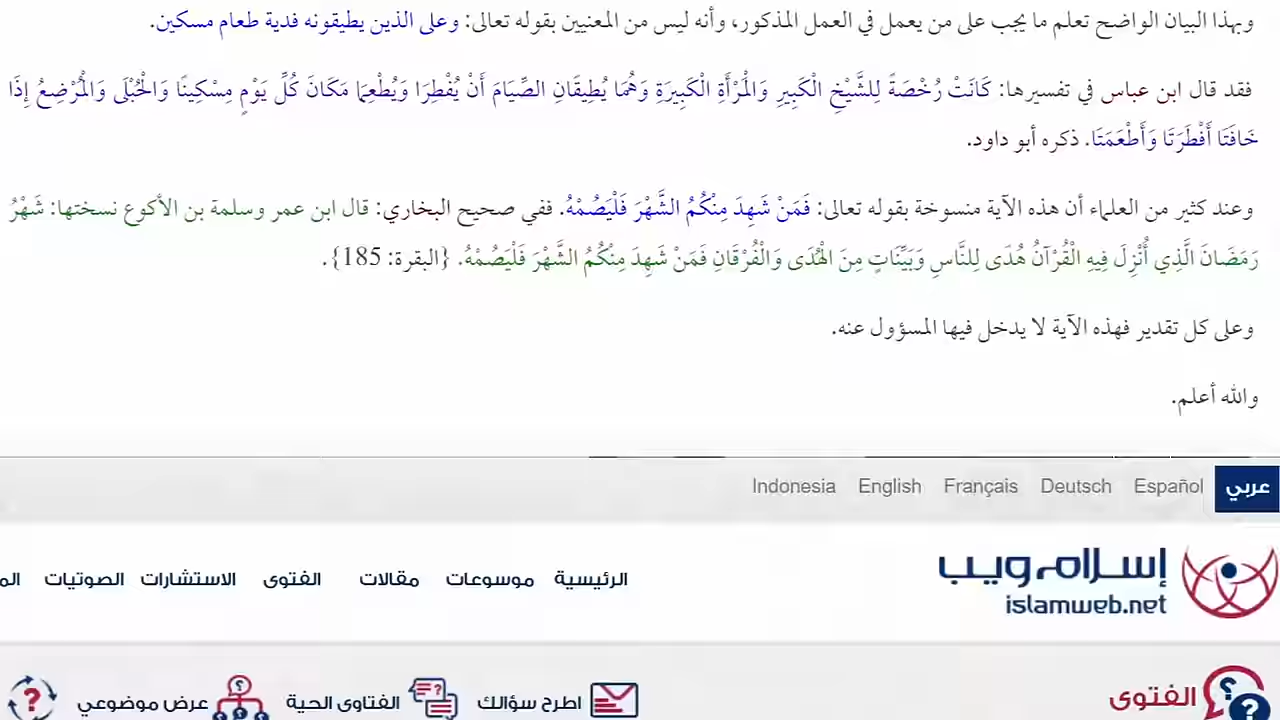 وبهذا البيان الواضح تعلم ما يجب على من يعمل في العمل المذكور، وأنه ليس من المعنيين بقوله تعالى: وعلى الذين يطيقونه فدية طعام مسكين.
فقد قال ابن عباس في تفسيرها: كَانَتْ رُخْصَةً لِلشَّيْخِ الْكَبِيرِ وَالْمَرْأَةِ الْكَبِيرَةِ وَهُمَا يُطِيقَانِ الصِّيَامَ أَنْ يُفْطِرَا وَيُطْعِمَا مَكَانَ كُلِّ يَوْمٍ مِسْكِينًا وَالْحُبْلَى وَالْمُرْضِعُ إِذَا
خَافَتَا أَفْطَرَتَا وَأَطْعَمَتَا. ذكره أبو داود.
وعند كثير من العلماء أن هذه الآية منسوخة بقوله تعالى: فَمَنْ شَهِدَ مِنْكُمُ الشَّهْرَ فَلْيَصُمْهُ. ففي صحيح البخاري: قال ابن عمر وسلمة بن الأكوع نسختها: شَهْرُ
رَمَضَانَ الَّذِي أُنْزِلَ فِيهِ الْقُرْآنُ هُدًى لِلنَّاسِ وَبَيِّنَاتٍ مِنَ الْهُدَى وَالْفُرْقَانِ فَمَنْ شَهِدَ مِنْكُمُ الشَّهْرَ فَلْيَصُمْهُ. {البقرة: 185}.
وعلى كل تقدير فهذه الآية لا يدخل فيها المسؤول عنه.
والله أعلم.
عربي Español Deutsch Français English Indonesia
إسلام ويب
islamweb.net
الرئيسية موسوعات مقالات الفتوى الاستشارات الصوتيات
الفتوى اطرح سؤالك الفتاوى الحية عرض موضوعي